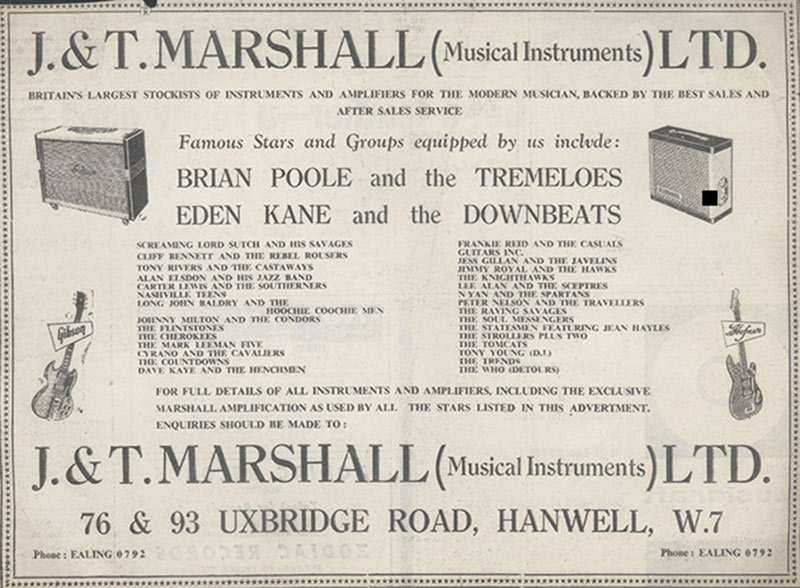 J. & T. MARSHALL (Musical Instruments) LTD.
BRITAIN'S LARGEST STOCKISTS OF INSTRUMENTS AND AMPLIFIERS FOR THE MODERN MUSICIAN, BACKED BY THE BEST SALES AND
AFTER SALES SERVICE
Famous Stars and Groups equipped by us inclvde:
BRIAN POOLE and the TREMELOES
EDEN KANE and the DOWNBEATS
SCREAMING LORD SUTCH AND HIS SAVAGES
CLIFF BENNETT AND THE REBEL ROUSERS
TONY RIVERS AND THE CASTAWAYS
ALAN ELSDON AND HIS JAZZ BAND
CARTER LEWIS AND THE SOUTHERNERS
NASHVILLE TEENS
LONG JOHN BALDRY AND THE
HOOCHIE COOCHIE MEN
JOHNNY MILTON AND THE CONDORS
THE FLINTSTONES
THE CHEROKEES
THE MARK LEEMAN FIVE
CYRANO AND THE CAVALIERS
THE COUNTDOWNS
DAVE KAYE AND THE HENCHMEN
FRANKIE REID AND THE CASUALS
GUITARS INC.
JESS GILLAN AND THE JAVELINS
JIMMY ROYAL AND THE HAWKS
THE KNIGHTHAWKS
LEE ALAN AND THE SCEPTRES
N'YAN AND THE SPARTANS
PETER NELSON AND THE TRAVELLERS
THE RAVING SAVAGES
THE SOUL MESSENGERS
THE STATESMEN FEATURING JEAN HAYLES
THE STROLLERS PLUS TWO
THE TOMCATS
TONY YOUNG (D.J.)
THE TRENDS
THE WHO (DETOURS)
Gibson
Hofner
FOR FULL DETAILS OF ALL INSTRUMENTS AND AMPLIFIERS, INCLUDING THE EXCLUSIVE
MARSHALL AMPLIFICATION AS USED BY ALL THE STARS LISTED IN THIS ADVERTMENT.
ENQUIRIES SHOULD BE MADE TO:
J. & T. MARSHALL (Musical Instruments) LTD.
76 & 93 UXBRIDGE ROAD, HANWELL, W.7
Phone: EALING 0792
Phone: EALING 0792